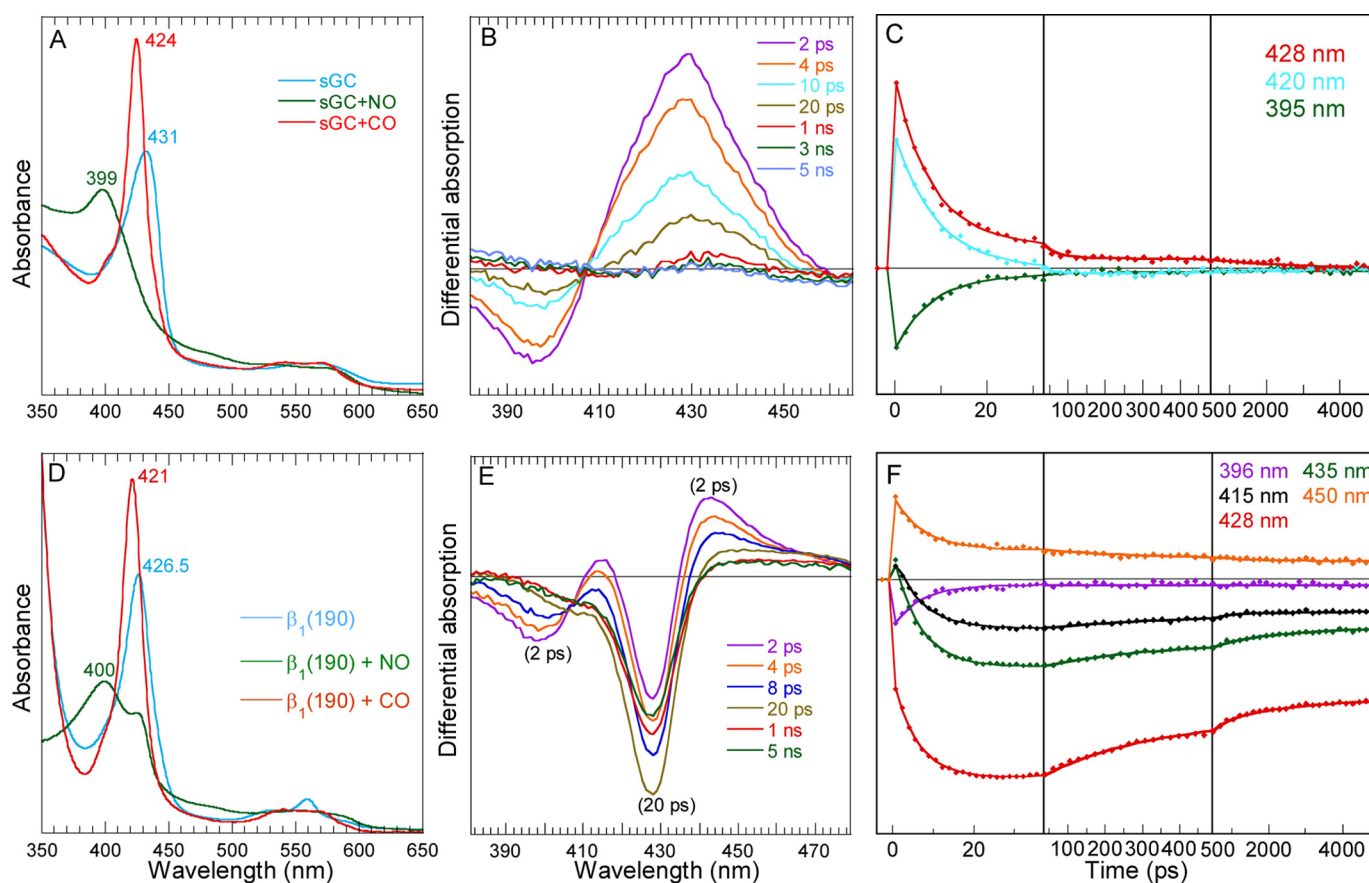 A
424
431
399
sGC
sGC+NO
sGC+CO
Absorbance
350 400 450 500 550 600 650
B
2 ps
4 ps
10 ps
20 ps
1 ns
3 ns
5 ns
Differential absorption
390 410 430 450
C
428 nm
420 nm
395 nm
0 20 100 200 300 400 500 2000 4000
D
421
426.5
400
β1(190)
β1(190) + NO
β1(190) + CO
Absorbance
350 400 450 500 550 600 650
Wavelength (nm)
E
(2 ps)
(2 ps)
(20 ps)
2 ps
4 ps
8 ps
20 ps
1 ns
5 ns
Differential absorption
390 410 430 450 470
Wavelength (nm)
F
396 nm 435 nm
415 nm 450 nm
428 nm
0 20 100 200 300 400 500 2000 4000
Time (ps)